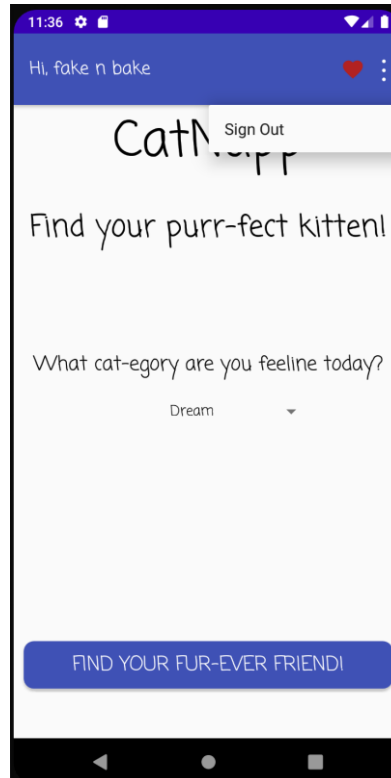 11:36
Hi, fake n bake
Sign Out
CatNapp
Find your purr-fect kitten!
What cat-egory are you feeline today?
Dream
FIND YOUR FUR-EVER FRIEND!